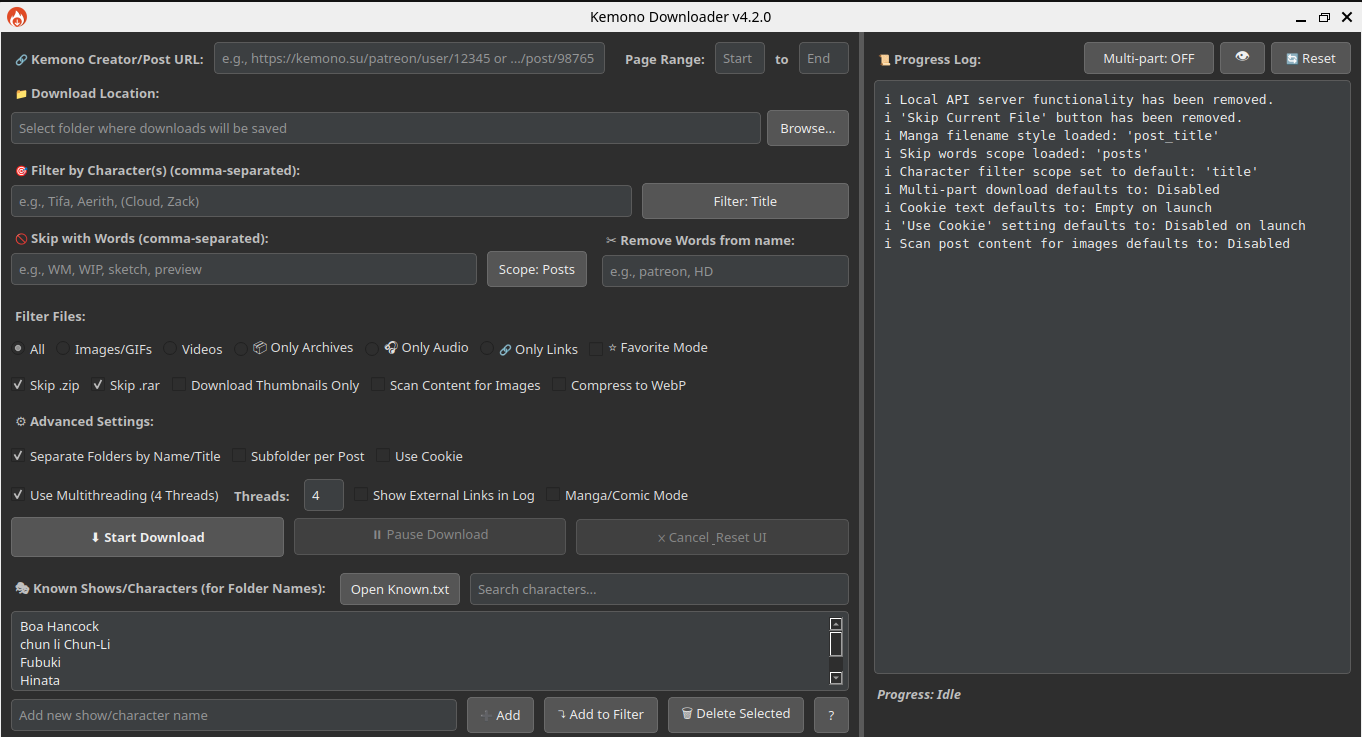 Kemono Downloader v4.2.0
Kemono Creator/Post URL: e.g., https://kemono.su/patreon/user/12345 or .../post/98765 Page Range: Start to End
Download Location:
Select folder where downloads will be saved Browse...
Filter by Character(s) (comma-separated):
e.g., Tifa, Aerith, (Cloud, Zack) Filter: Title
Skip with Words (comma-separated): Remove Words from name:
e.g., WM, WIP, sketch, preview Scope: Posts e.g., patreon, HD
Filter Files:
All Images/GIFs Videos Only Archives Only Audio Only Links Favorite Mode
Skip .zip Skip .rar Download Thumbnails Only Scan Content for Images Compress to WebP
Advanced Settings:
Separate Folders by Name/Title Subfolder per Post Use Cookie
Use Multithreading (4 Threads) Threads: 4 Show External Links in Log Manga/Comic Mode
Start Download Pause Download Cancel _Reset UI
Known Shows/Characters (for Folder Names): Open Known.txt Search characters...
Boa Hancock
chun li Chun-Li
Fubuki
Hinata
Add new show/character name Add Add to Filter Delete Selected ?
Progress Log: Multi-part: OFF Reset
i Local API server functionality has been removed.
i 'Skip Current File' button has been removed.
i Manga filename style loaded: 'post_title'
i Skip words scope loaded: 'posts'
i Character filter scope set to default: 'title'
i Multi-part download defaults to: Disabled
i Cookie text defaults to: Empty on launch
i 'Use Cookie' setting defaults to: Disabled on launch
i Scan post content for images defaults to: Disabled
Progress: Idle